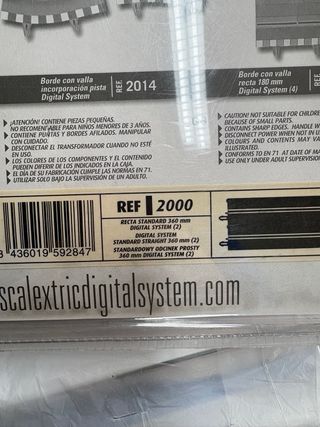 Borde con valla
incorporación pista
Digital System
REF. 2014
Borde con valla
recta 180 mm
Digital System (4)
REF.
¡ATENCIÓN! CONTIENE PIEZAS PEQUEÑAS.
NO RECOMENDABLE PARA NIÑOS MENORES DE 3 AÑOS.
CONTIENE PUNTAS Y BORDES AFILADOS. MANIPULAR
CON CUIDADO.
DESCONECTAR EL TRANSFORMADOR CUANDO NO ESTÉ
EN USO.
LOS COLORES DE LOS COMPONENTES Y EL CONTENIDO
PUEDEN DIFERIR DE LOS INDICADOS EN LA CAJA.
EL DÍA DE SU FABRICACIÓN CUMPLE LAS NORMAS EN-71.
UTILIZAR SOLO BAJO LA SUPERVISIÓN DE UN ADULTO.
CAUTION! NOT SUITABLE FOR CHILDREN
BECAUSE OF SMALL PARTS.
CONTAINS SHARP EDGES. HANDLE W
DISCONNECT WHEN NOT IN US
COLOURS AND CONTENTS MAY VAR
ILLUSTRATED.
CONFORMS TO EN 71 AT DATE OF MA
USE ONLY UNDER ADULT SUPERVISI
8 436019 592847
REF 2000
RECTA STANDARD 360 mm
DIGITAL SYSTEM (2)
DIGITAL SYSTEM
STANDARD STRAIGHT 360 mm (2)
STANDARDOWY ODCINEK PROSTY
360 mm DIGITAL SYSTEM (2)
scalextricdigitalsystem.com